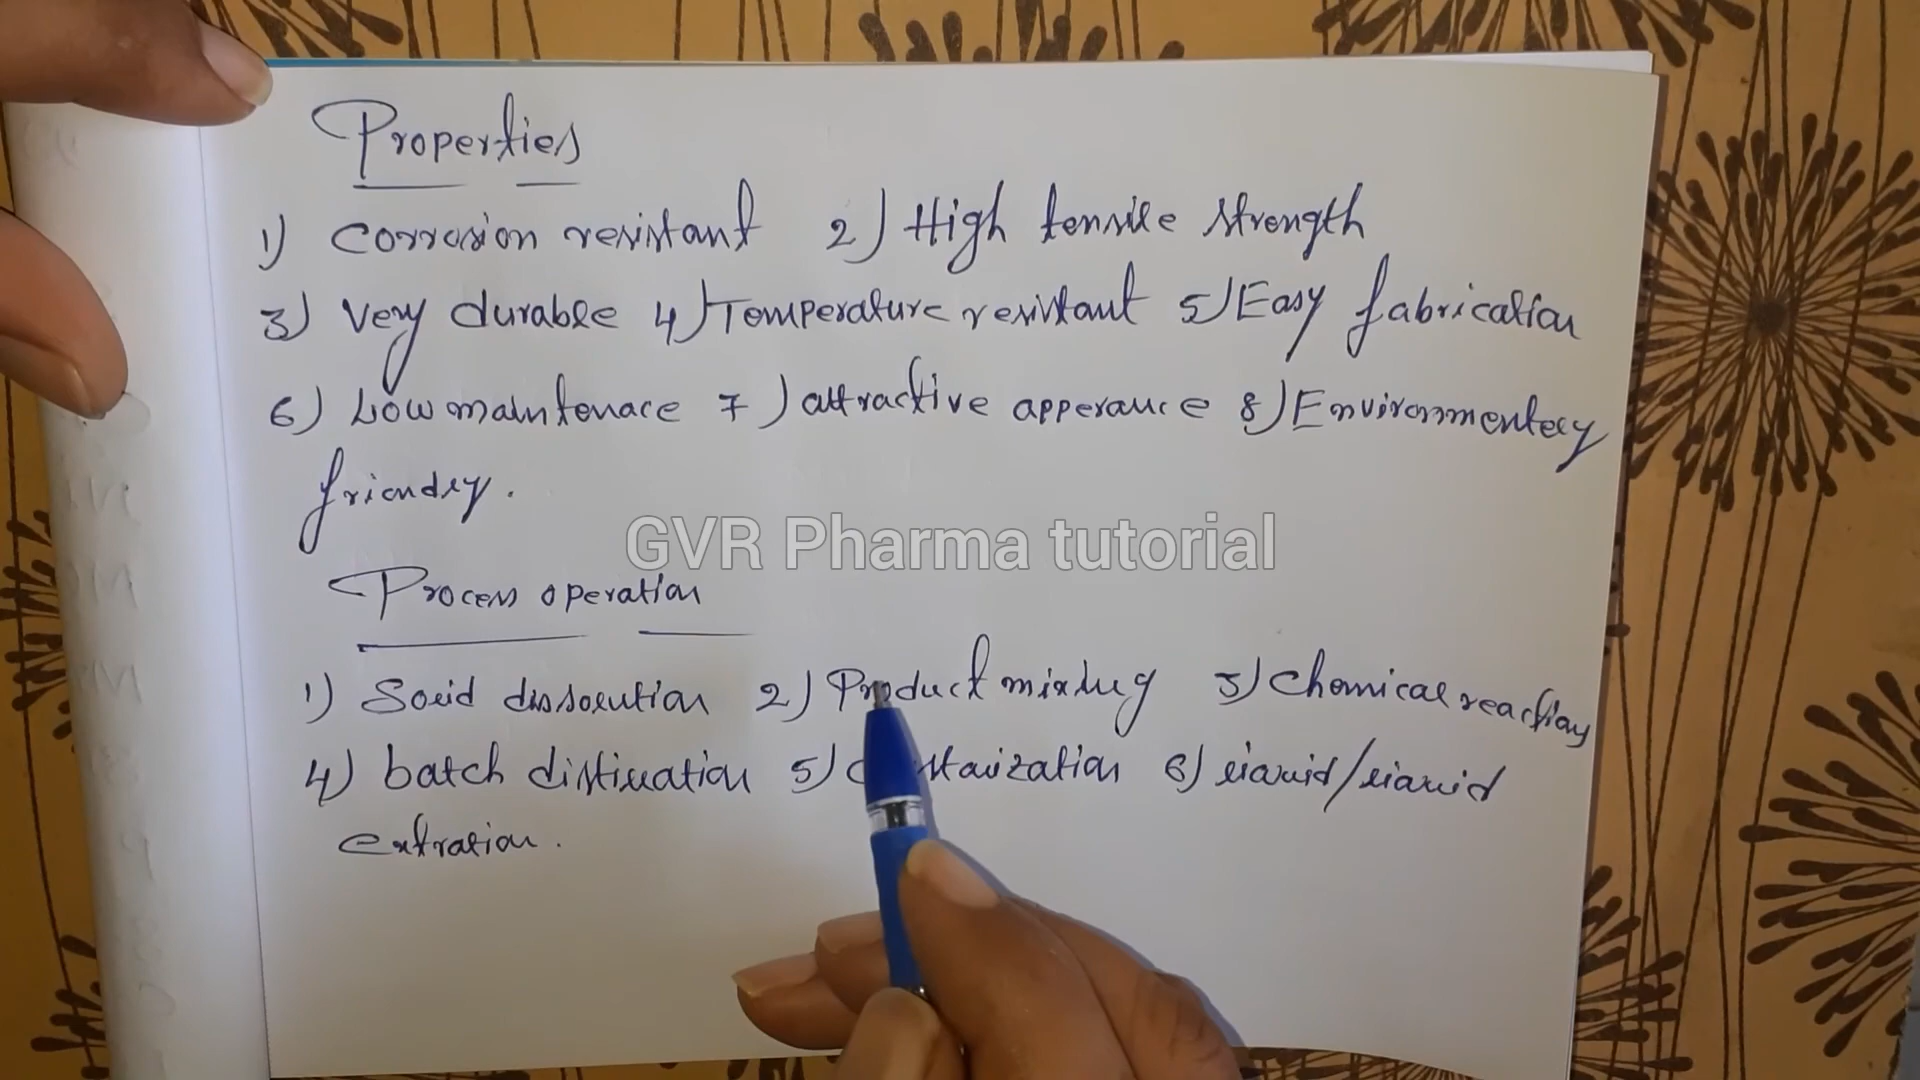 Properties
1) Corrosion resistant 2) High tensile strength
3) Very durable 4) Temperature resistant 5) Easy fabrication
6) Low maintenace 7) attractive apperance 8) Environmentely
friendly.
GVR Pharma tutorial
Process operation
1) Solid dissolution 2) Product mixing 3) Chemical reactions
4) batch distillation 5) 6) liquid/liquid
extration.